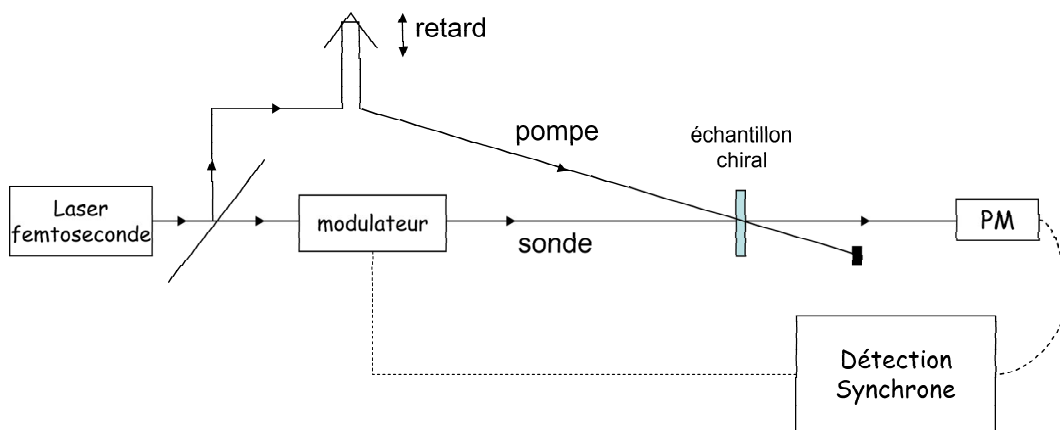 retard
pompe
échantillon
chiral
Laser
femtoseconde
modulateur
sonde
PM
Détection
Synchrone